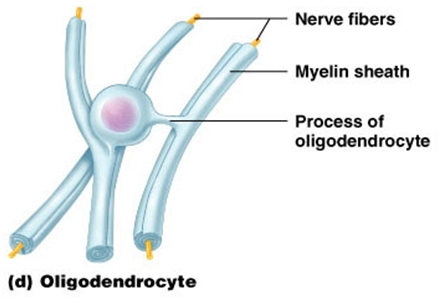 Nerve fibers
Myelin sheath
Process of
oligodendrocyte
(d) Oligodendrocyte